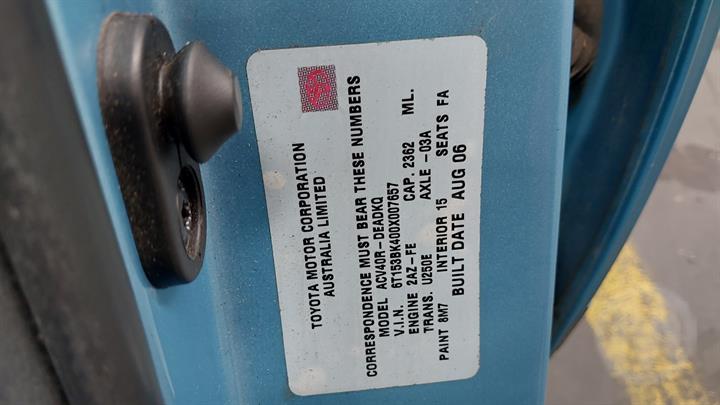 TOYOTA MOTOR CORPORATION
AUSTRALIA LIMITED
CORRESPONDENCE MUST BEAR THESE NUMBERS
MODEL ACV40R-DEADKQ
V.I.N. 6T153BK400X007657
ENGINE 2AZ-FE CAP. 2362 ML.
TRANS. U250E AXLE -03A
PAINT 8M7 INTERIOR 15 SEATS FA
BUILT DATE AUG 06